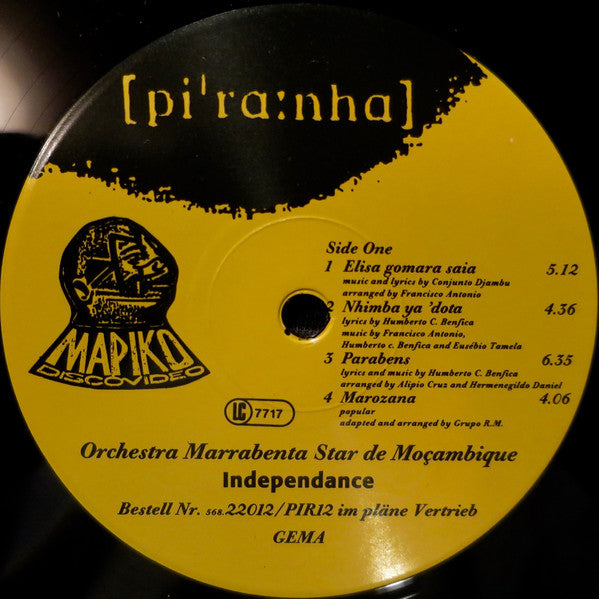 [pi'ra:nha]
MAPIKO
DISCOVIDEO
Side One
1 Elisa gomara saia 5.12
music and lyrics by Conjunto Djambu
arranged by Francisco Antonio
2 Nhimba ya 'dota 4.36
lyrics by Humberto C. Benfica
music by Francisco Antonio,
Humberto c. Benfica and Eusébio Tamela
3 Parabens 6.35
lyrics and music by Humberto C. Benfica
arranged by Alipio Cruz and Hermenegildo Daniel
4 Marozana 4.06
popular
adapted and arranged by Grupo R.M.
LC 7717
Orchestra Marrabenta Star de Moçambique
Independance
Bestell Nr. 568.22012/PIR12 im pläne Vertrieb
GEMA